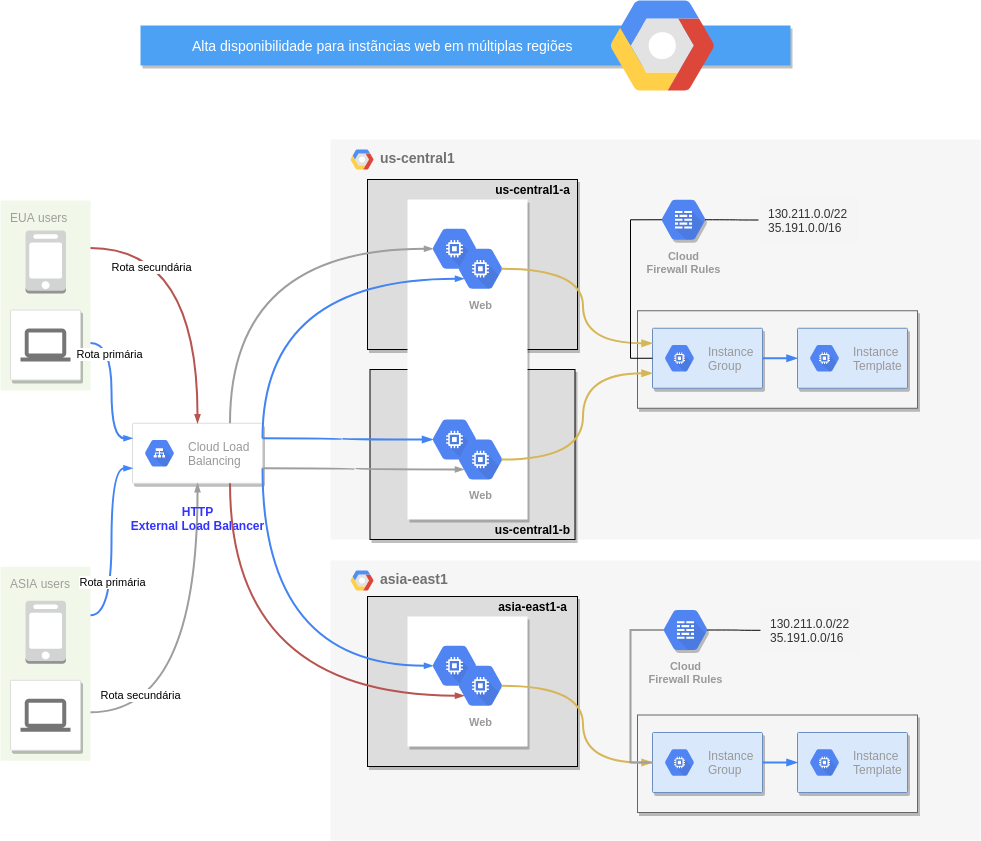 Alta disponibilidade para instâncias web em múltiplas regiões
us-central1
us-central1-a
EUA users
Rota secundária
Rota primária
Web
Cloud
Firewall Rules
130.211.0.0/22
35.191.0.0/16
Instance
Group
Instance
Template
Cloud Load
Balancing
HTTP
External Load Balancer
Web
us-central1-b
ASIA users
Rota primária
Rota secundária
asia-east1
asia-east1-a
Web
Cloud
Firewall Rules
130.211.0.0/22
35.191.0.0/16
Instance
Group
Instance
Template